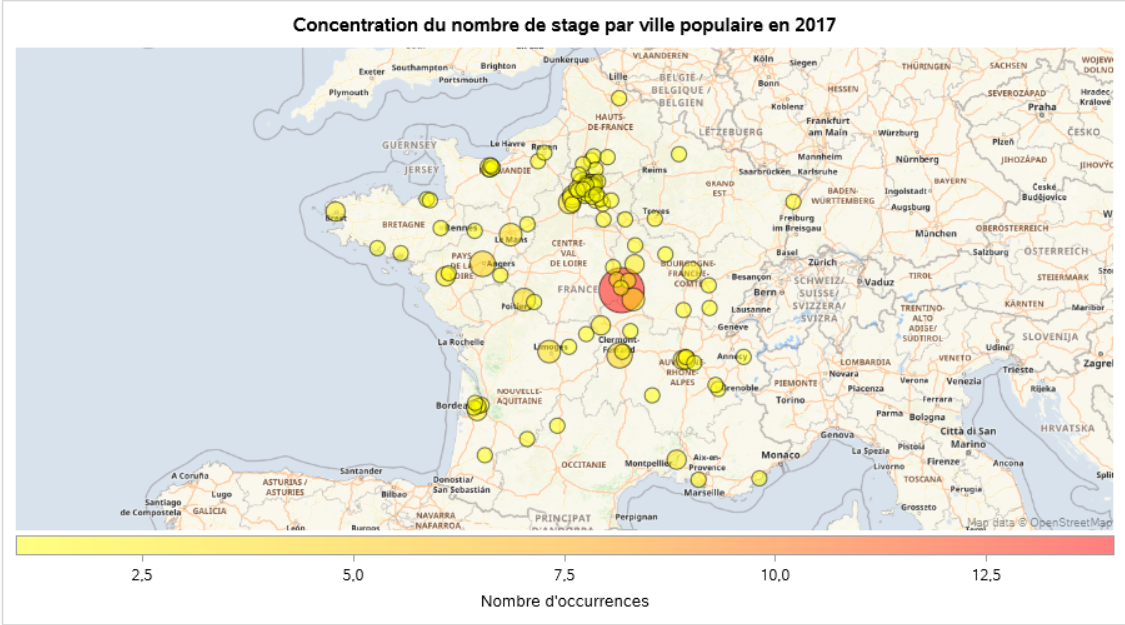 Concentration du nombre de stage par ville populaire en 2017
Dunkerque
VLAANDEREN
Köln
Siegen
THÜRINGEN
SACHSEN
Exeter
Southampton
Brighton
Portsmouth
Plymouth
Lille
BELGIË /
BELGIQUE /
BELGIEN
Bonn
HESSEN
Koblenz
SEVEROZÁPAD
Hradec
Králové
Praha
HAUTS-
DE-FRANCE
LËTZEBUERG
Frankfurt
am Main
Würzburg
Plzeň
ČESKO
GUERNSEY
Le Havre
JERSEY
Reims
Mannheim
Saarbrücken
Karlsruhe
Nürnberg
JIHOZÁPAD
GRAND
EST
BAYERN
BADEN-
WÜRTTEMBERG
Ingolstadt
Augsburg
České
Budějovice
Brest
BRETAGNE
Rennes
Le Mans
Troyes
Freiburg
im Breisgau
München
OBERÖSTERREICH
CENTRE-
VAL
DE LOIRE
Salzburg
ÖSTERREICH
Angers
BOURGOGNE-
FRANCHE-
COMTÉ
Basel
Zürich
Besançon
Bern
Vaduz
TIROL
STEIERMARK
SCHWEIZ/
SUISSE/
SVIZZERA/
SVIZRA
FRANCE
Poitiers
Lausanne
Genève
TRENTINO-
ALTO
ADIGE/
SÜDTIROL
KÄRNTEN
Maribor
La Rochelle
Limoges
Clermont-
Annecy
Udine
SLOVENIJA
LOMBARDIA
VENETO
Trieste
Zagreb
RHÔNE-
ALPES
Grenoble
Novara
PIEMONTE
Piacenza
Verona
Venezia
Rijeka
NOUVELLE-
AQUITAINE
Torino
Ferrara
Parma
Bologna
HRVATSKA
Genova
Città di San
Marino
OCCITANIE
Montpellier
Aix-en-
Provence
Monaco
La Spezia
Pistoia
Livorno
Firenze
Ancona
Marseille
TOSCANA
Perugia
A Coruña
Santander
Donostia/
San Sebastián
Lugo
ASTURIAS /
ASTURIES
Bilbao
Santiago
de Compostela
GALICIA
NAVARRA
NAFARROA
León
Burgos
PRINCIPAT
Perpignan
Grosseto
Map data © OpenStreetMap
2,5
5,0
7,5
10,0
12,5
Nombre d'occurrences